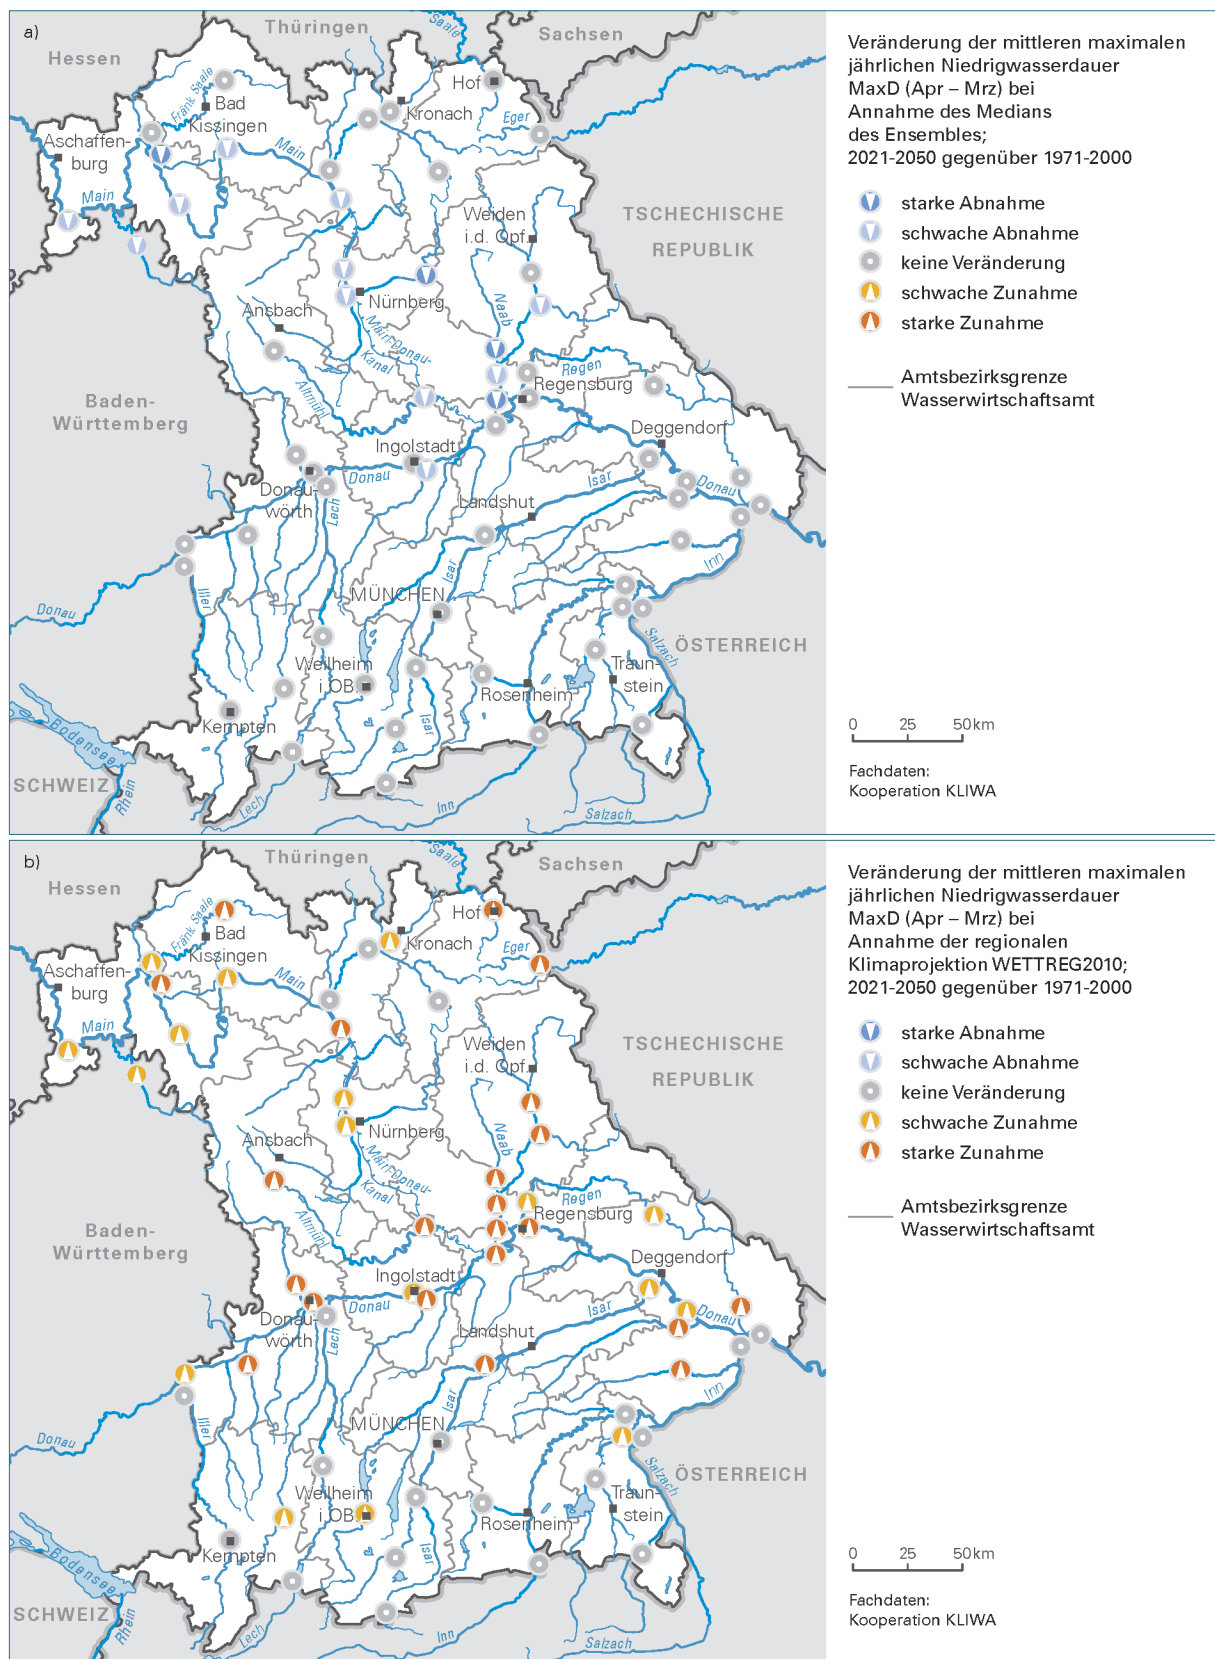 a)
Thüringen
Saale
Sachsen
Hessen
Hof
Fränk Saale
Bad
Kissingen
Kronach
Eger
Aschaffen-
burg
Main
Main
Weiden
i.d. Opf.
TSCHECHISCHE
REPUBLIK
Nürnberg
Naab
Ansbach
Main-Donau-
Kanal
Regen
Regensburg
Altmühl
Baden-
Württemberg
Deggendorf
Ingolstadt
Donau
Isar
Donau
Donau-
wörth
Lech
Landshut
Inn
Isar
Iller
MÜNCHEN
Donau
Salzach
ÖSTERREICH
Weilheim
i.OB.
Traun-
stein
Rosenheim
Kempten
Isar
Bodensee
SCHWEIZ
Rhein
Lech
Inn
Salzach
Veränderung der mittleren maximalen
jährlichen Niedrigwasserdauer
MaxD (Apr – Mrz) bei
Annahme des Medians
des Ensembles;
2021-2050 gegenüber 1971-2000
starke Abnahme
schwache Abnahme
keine Veränderung
schwache Zunahme
starke Zunahme
Amtsbezirksgrenze
Wasserwirtschaftsamt
0 25 50 km
Fachdaten:
Kooperation KLIWA
b)
Thüringen
Saale
Sachsen
Hessen
Hof
Fränk Saale
Bad
Kissingen
Kronach
Eger
Aschaffen-
burg
Main
Main
Weiden
i.d. Opf.
TSCHECHISCHE
REPUBLIK
Nürnberg
Naab
Ansbach
Main-Donau-
Kanal
Regen
Regensburg
Altmühl
Baden-
Württemberg
Deggendorf
Ingolstadt
Donau
Isar
Donau
Donau-
wörth
Lech
Landshut
Inn
Isar
Iller
MÜNCHEN
Donau
Salzach
ÖSTERREICH
Weilheim
i.OB.
Traun-
stein
Rosenheim
Kempten
Isar
Bodensee
SCHWEIZ
Rhein
Lech
Inn
Salzach
Veränderung der mittleren maximalen
jährlichen Niedrigwasserdauer
MaxD (Apr – Mrz) bei
Annahme der regionalen
Klimaprojektion WETTREG2010;
2021-2050 gegenüber 1971-2000
starke Abnahme
schwache Abnahme
keine Veränderung
schwache Zunahme
starke Zunahme
Amtsbezirksgrenze
Wasserwirtschaftsamt
0 25 50 km
Fachdaten:
Kooperation KLIWA